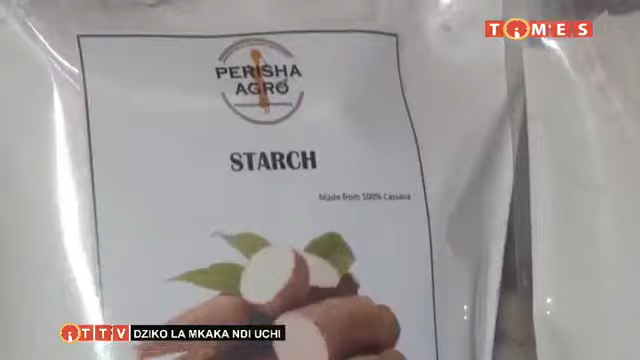 TIMES
PERISHA
AGRO
STARCH
Made from 100% Cassava
TTV DZIKO LA MKAKA NDI UCHI